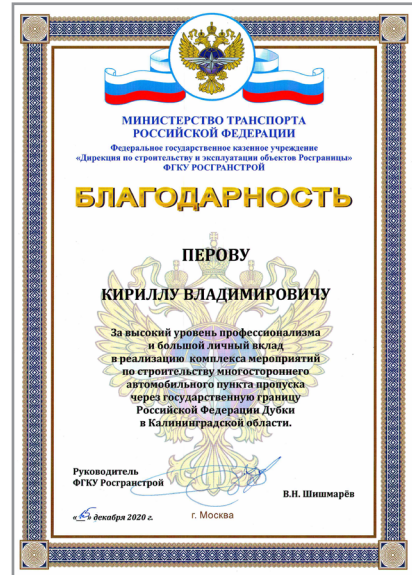 МИНИСТЕРСТВО ТРАНСПОРТА
РОССИЙСКОЙ ФЕДЕРАЦИИ
Федеральное государственное казенное учреждение
«Дирекция по строительству и эксплуатации объектов Росграницы»
ФГКУ РОСГРАНСТРОЙ
БЛАГОДАРНОСТЬ
ПЕРОВУ
КИРИЛЛУ ВЛАДИМИРОВИЧУ
За высокий уровень профессионализма
и большой личный вклад
в реализацию комплекса мероприятий
по строительству многостороннего
автомобильного пункта пропуска
через государственную границу
Российской Федерации Дубки
в Калининградской области.
Руководитель
ФГКУ Росгранстрой
В.Н. Шишмарёв
«15» декабря 2020 г.
г. Москва